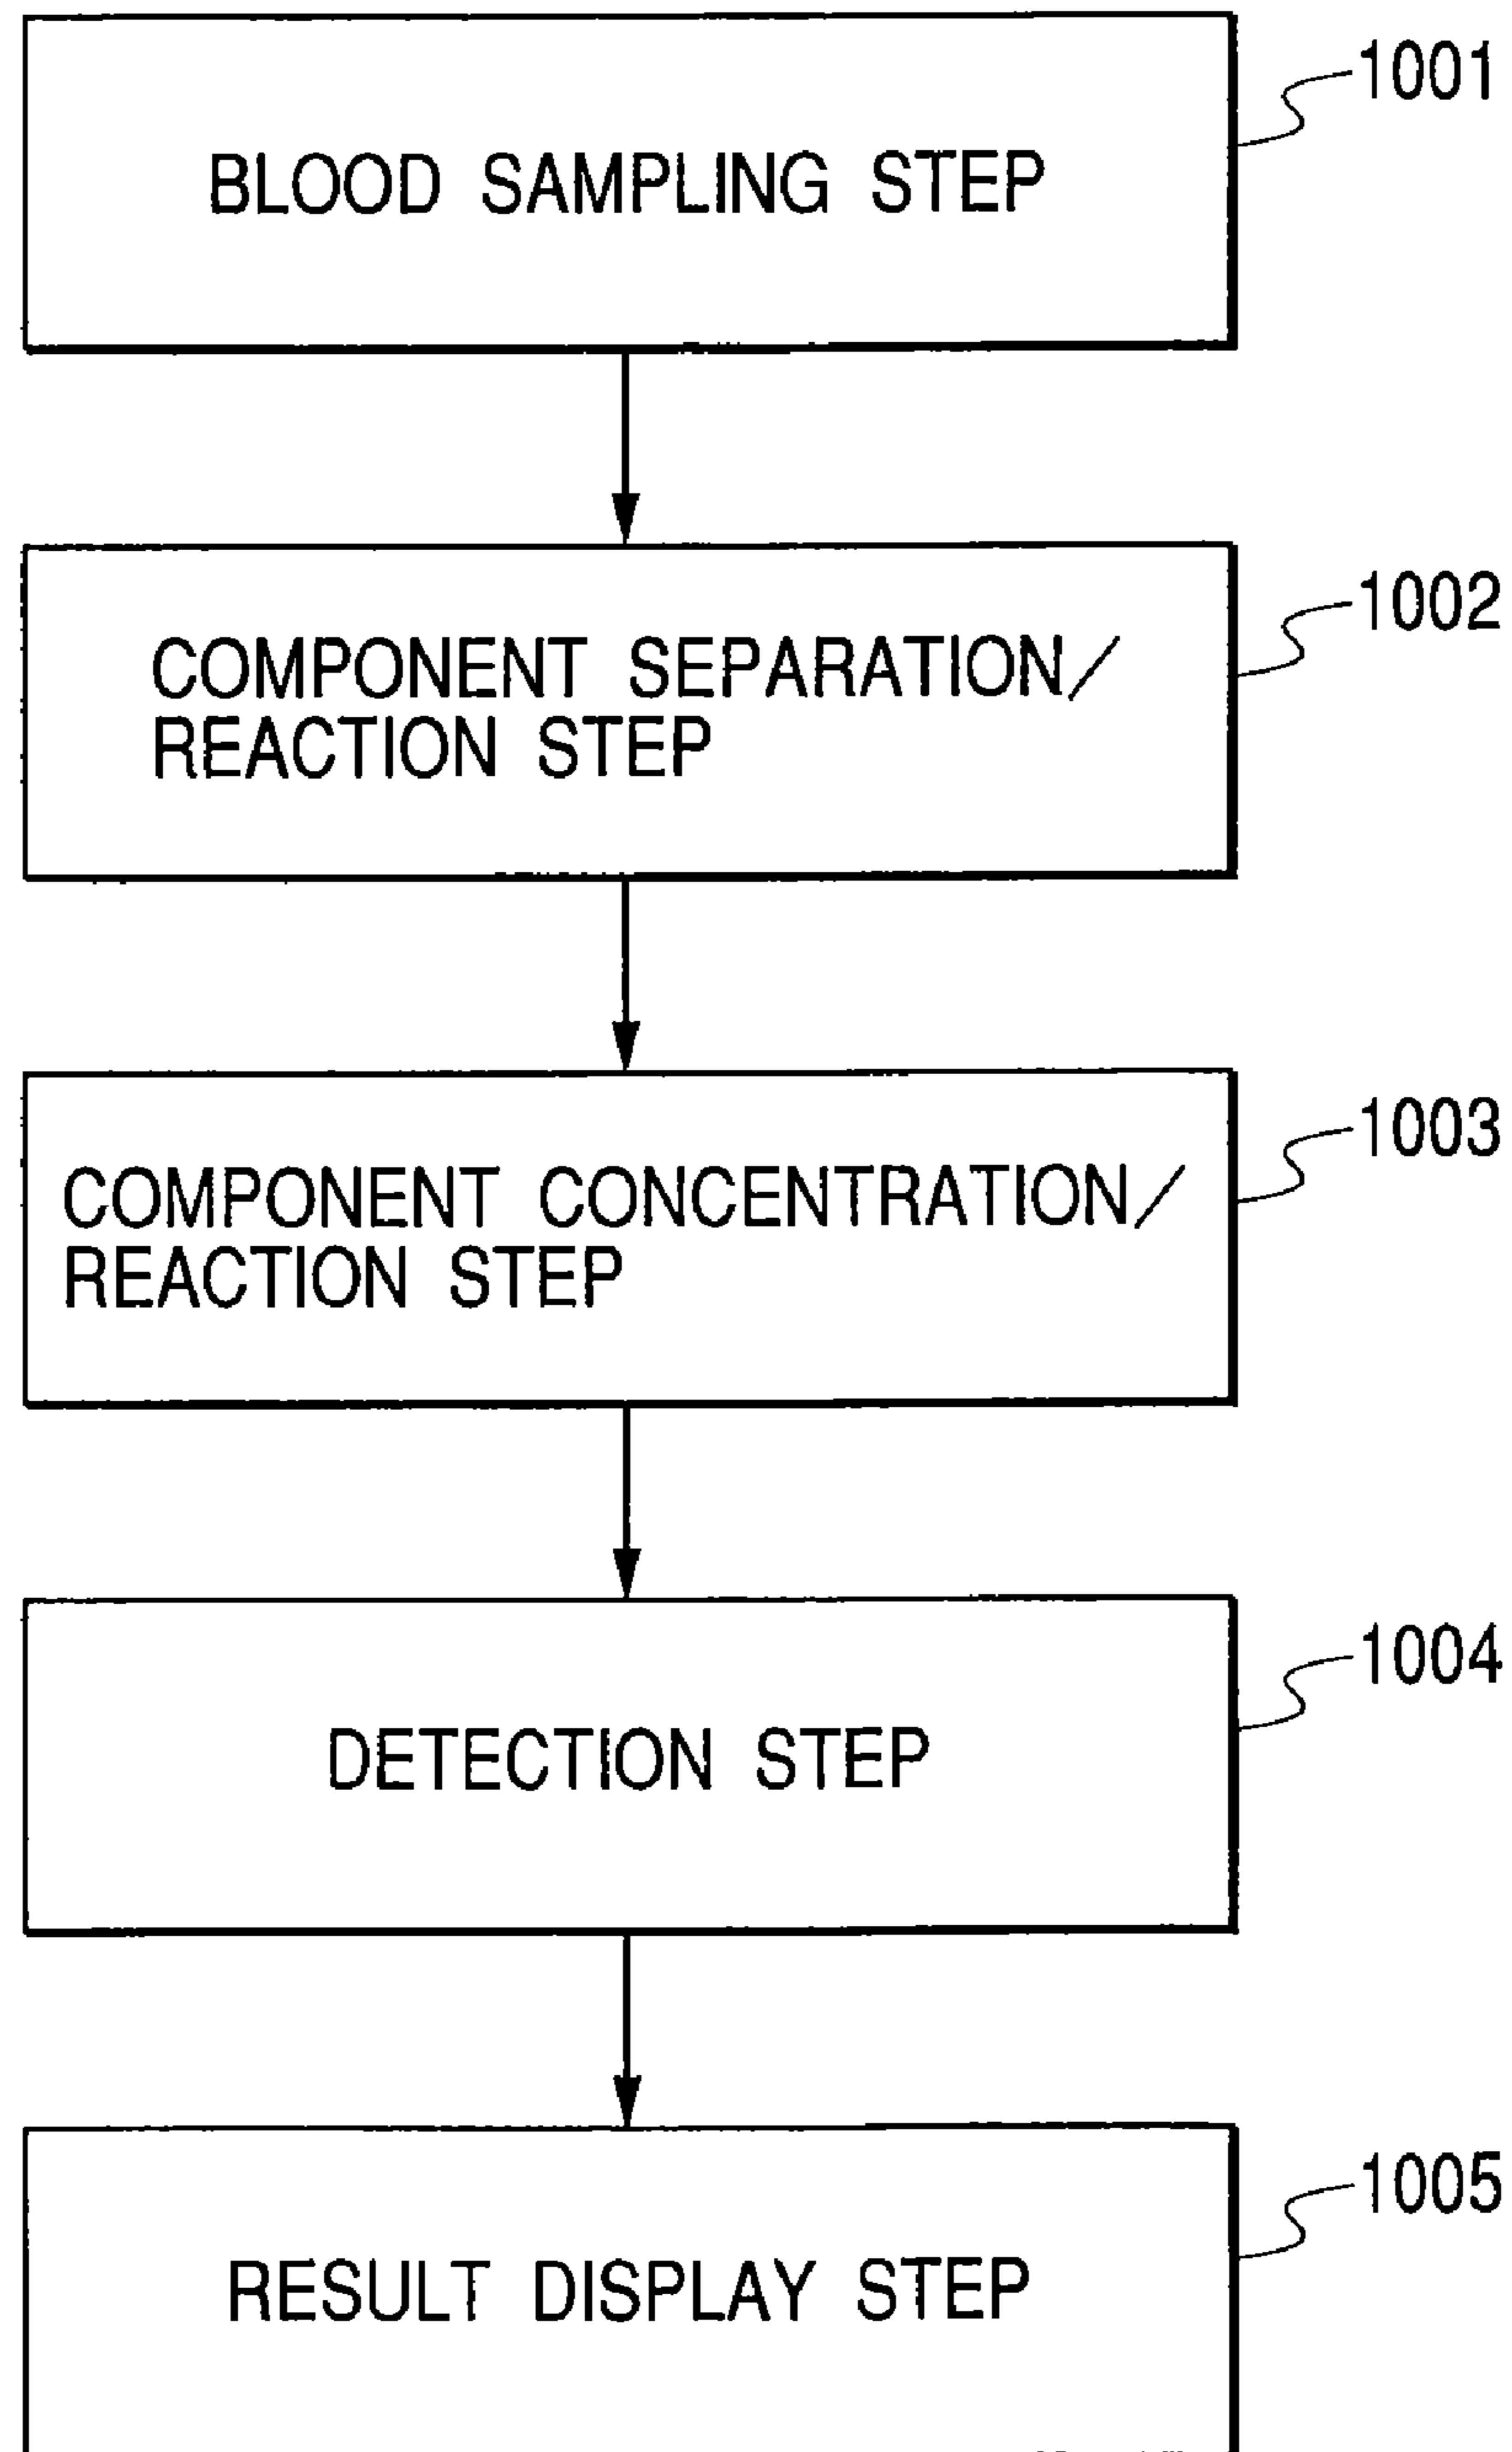 1001
BLOOD SAMPLING STEP
1002
COMPONENT SEPARATION/
REACTION STEP
1003
COMPONENT CONCENTRATION/
REACTION STEP
1004
DETECTION STEP
1005
RESULT DISPLAY STEP